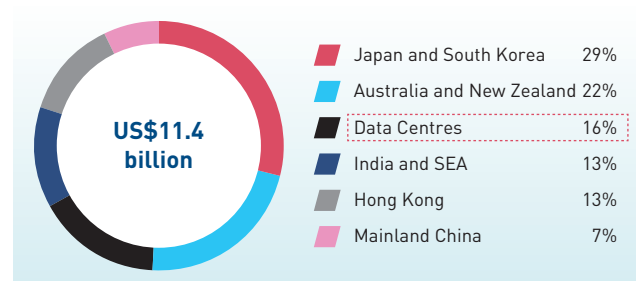 US$11.4
billion
Japan and South Korea 29%
Australia and New Zealand 22%
Data Centres 16%
India and SEA 13%
Hong Kong 13%
Mainland China 7%